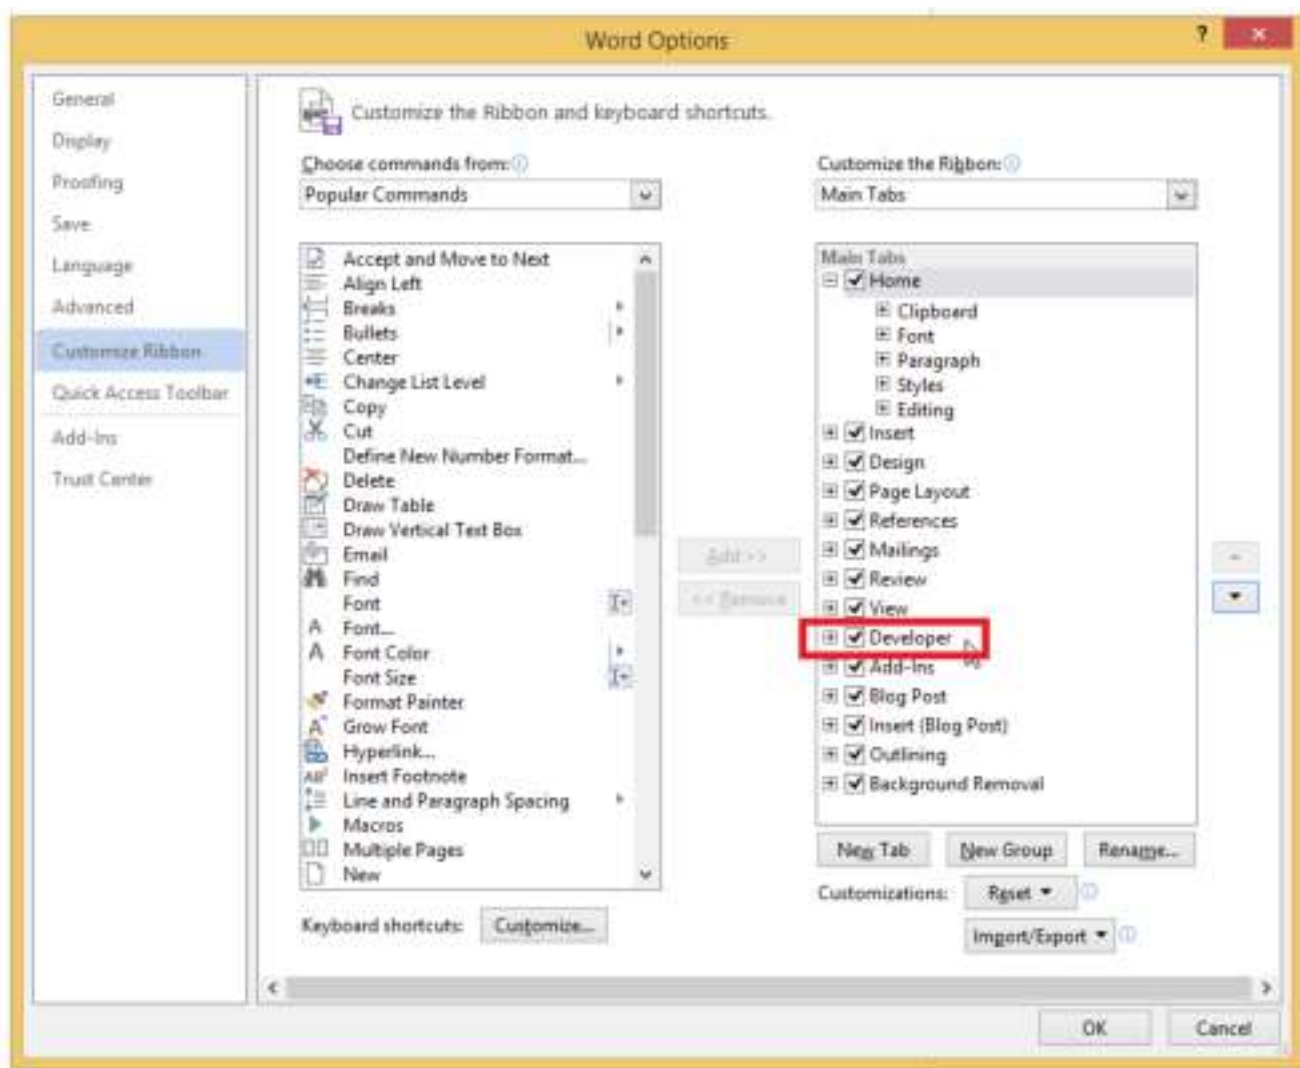 Word Options
?
General
Display
Proofing
Save
Language
Advanced
Customize Ribbon
Quick Access Toolbar
Add-Ins
Trust Center
Customize the Ribbon and keyboard shortcuts.
Choose commands from:
Popular Commands
Accept and Move to Next
Align Left
Breaks
Bullets
Center
Change List Level
Copy
Cut
Define New Number Format...
Delete
Draw Table
Draw Vertical Text Box
Email
Find
Font
Font...
Font Color
Font Size
Format Painter
Grow Font
Hyperlink...
Insert Footnote
Line and Paragraph Spacing
Macros
Multiple Pages
New
Keyboard shortcuts: Customize...
Add >>
<< Remove
Customize the Ribbon:
Main Tabs
Main Tabs
Home
Clipboard
Font
Paragraph
Styles
Editing
Insert
Design
Page Layout
References
Mailings
Review
View
Developer
Add-Ins
Blog Post
Insert (Blog Post)
Outlining
Background Removal
New Tab New Group Rename...
Customizations: Reset
Import/Export
OK Cancel